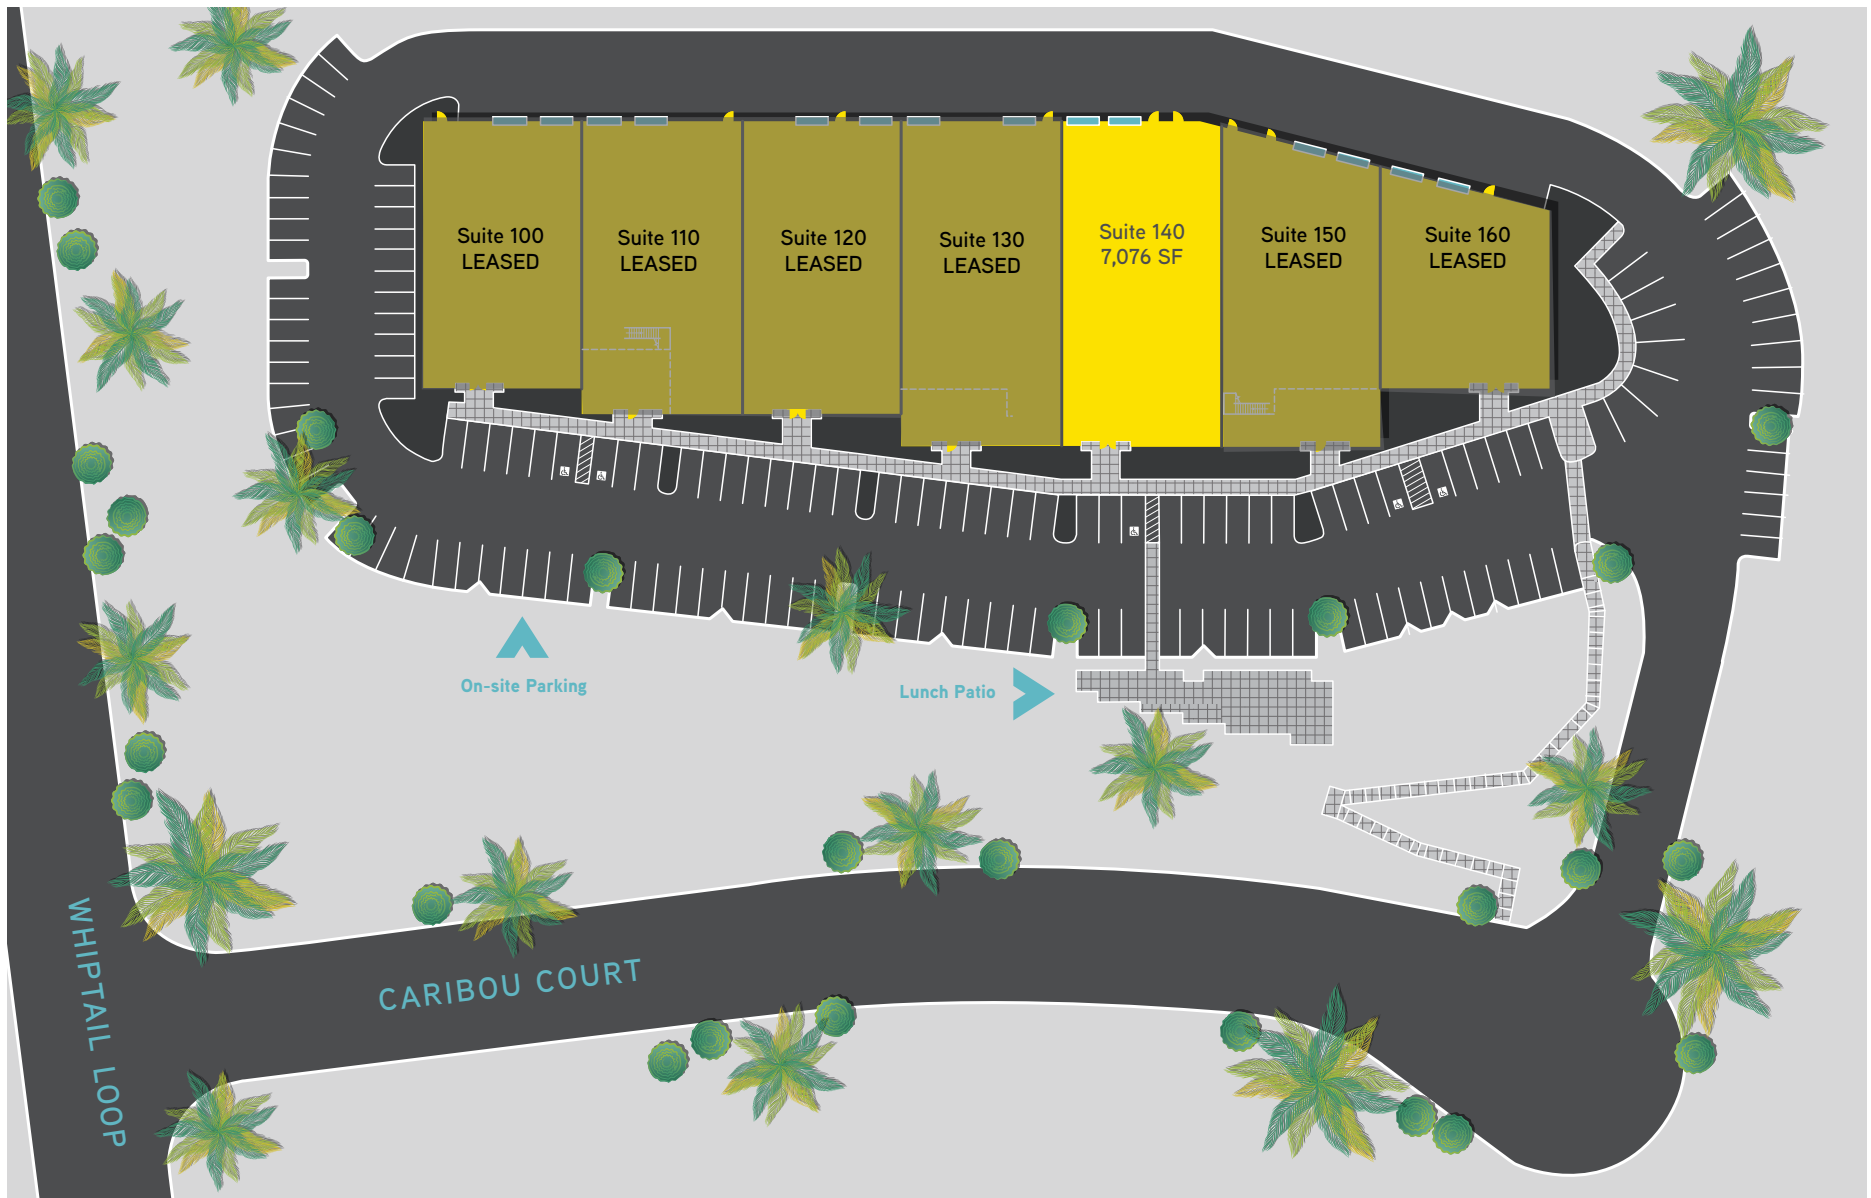 Suite 100
LEASED
Suite 110
LEASED
Suite 120
LEASED
Suite 130
LEASED
Suite 140
7,076 SF
Suite 150
LEASED
Suite 160
LEASED
On-site Parking
Lunch Patio
WHIPTAIL LOOP
CARIBOU COURT